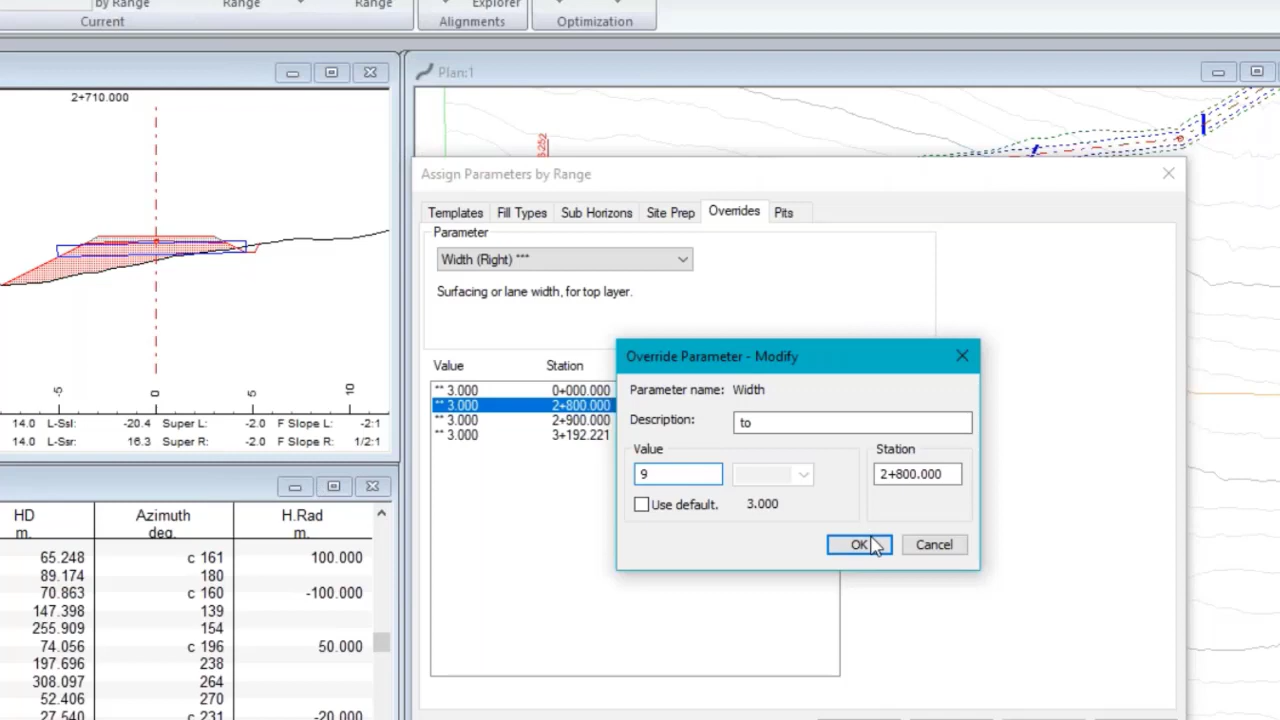 by Range
Range
Range
Explorer
Current
Alignments
Optimization
2+710.000
-5
0
5
10
14.0 L-Ssl: -20.4 Super L: -2.0 F Slope L: -2:1
14.0 L-Ssr: 16.3 Super R: -2.0 F Slope R: 1/2:1
HD Azimuth H.Rad
m. deg. m.
65.248 c 161 100.000
89.174 180
70.863 c 160 -100.000
147.398 139
255.909 154
74.056 c 196 50.000
197.696 238
308.097 264
52.406 270
27.540 c 231 -20.000
Plan:1
Assign Parameters by Range
Templates Fill Types Sub Horizons Site Prep Overrides Pits
Parameter
Width (Right) ***
Surfacing or lane width, for top layer.
Value Station
** 3.000 0+000.000
** 3.000 2+800.000
** 3.000 2+900.000
** 3.000 3+192.221
Override Parameter - Modify
Parameter name: Width
Description: to
Value Station
9 2+800.000
Use default. 3.000
OK Cancel